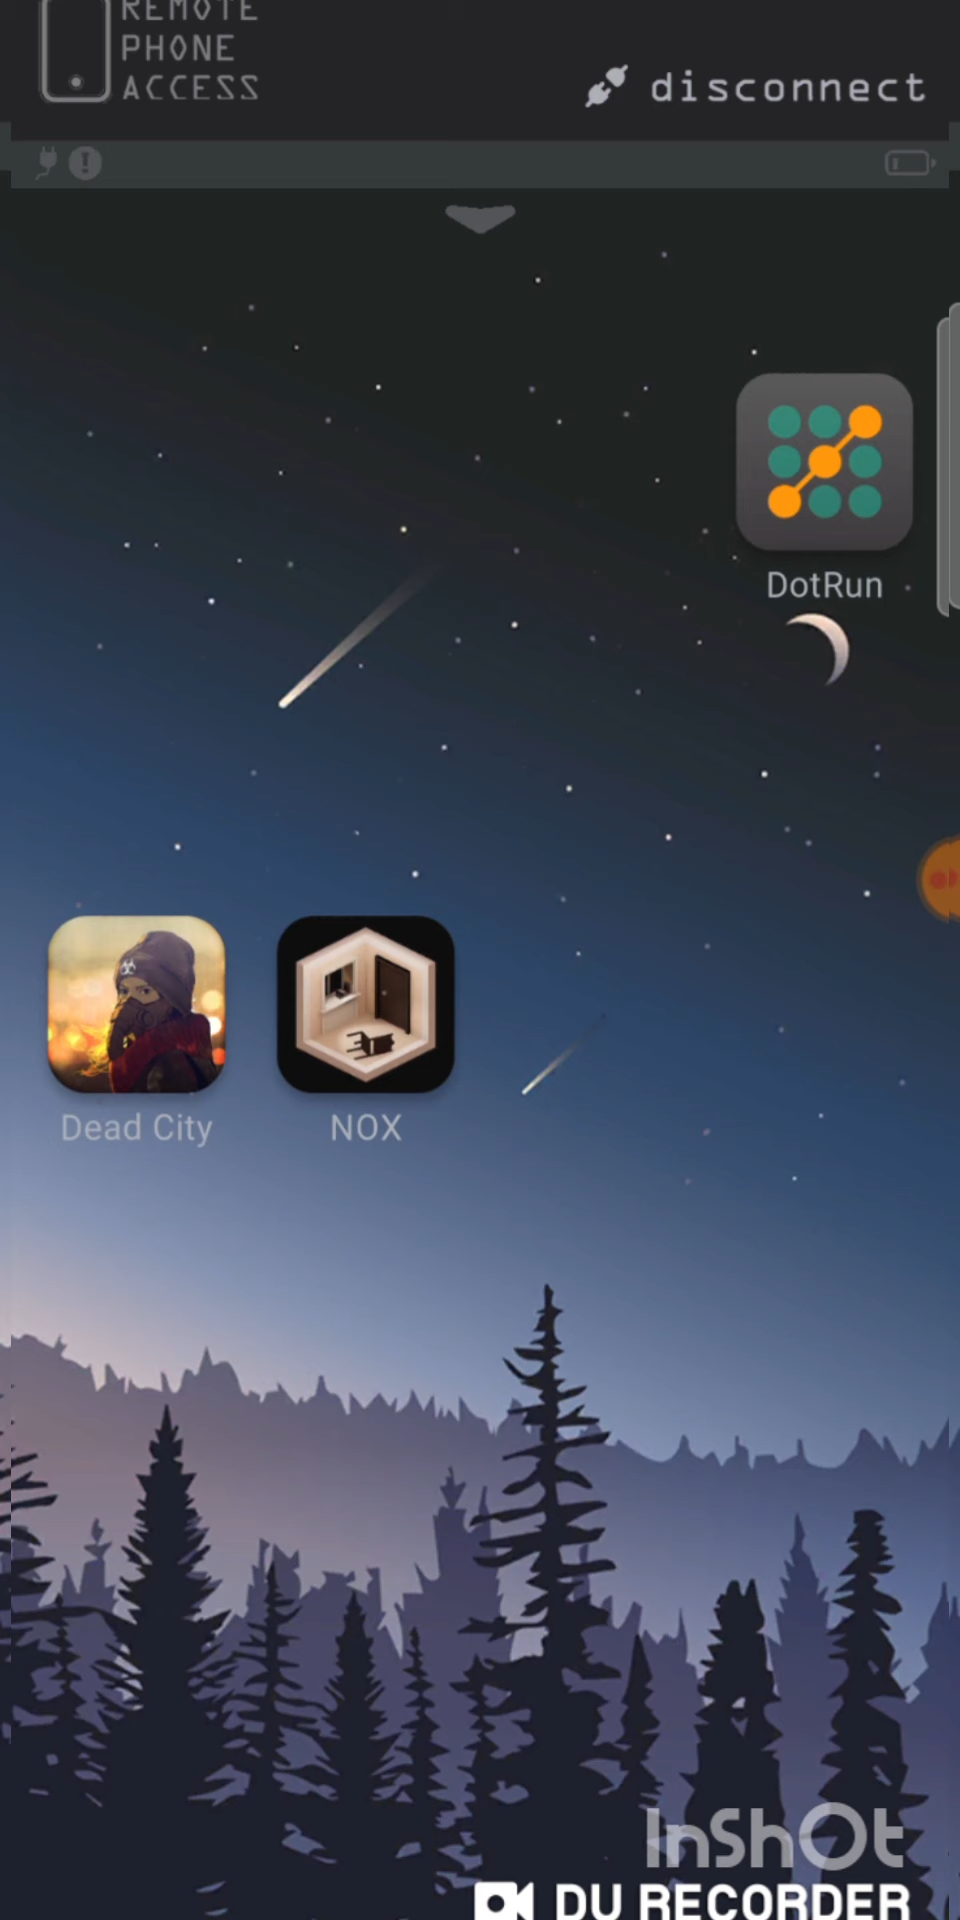 REMOTE
PHONE
ACCESS
disconnect
DotRun
Dead City
NOX
InShOt
DU RECORDER